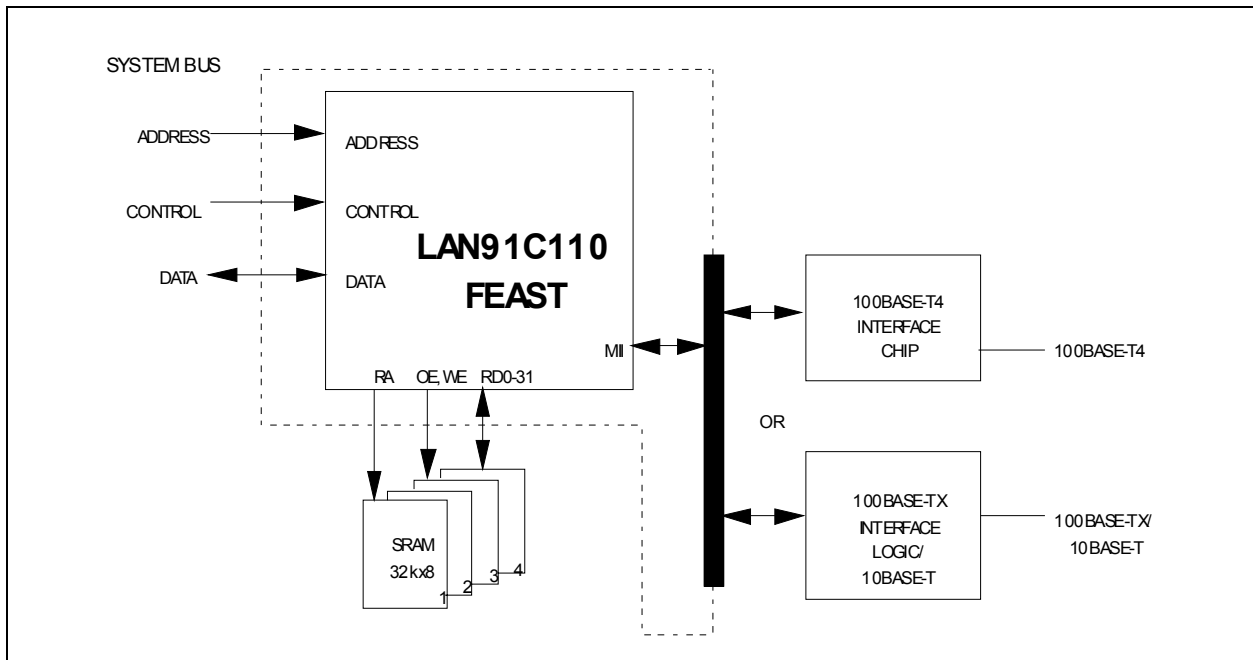 SYSTEM BUS
ADDRESS
ADDRESS
CONTROL
CONTROL
LAN91C110
FEAST
DATA
DATA
MII
RA
OE, WE
RD0-31
100BASE-T4
INTERFACE
CHIP
100BASE-T4
OR
SRAM
32kx8
1
2
3
4
100BASE-TX
INTERFACE
LOGIC/
10BASE-T
100BASE-TX/
10BASE-T